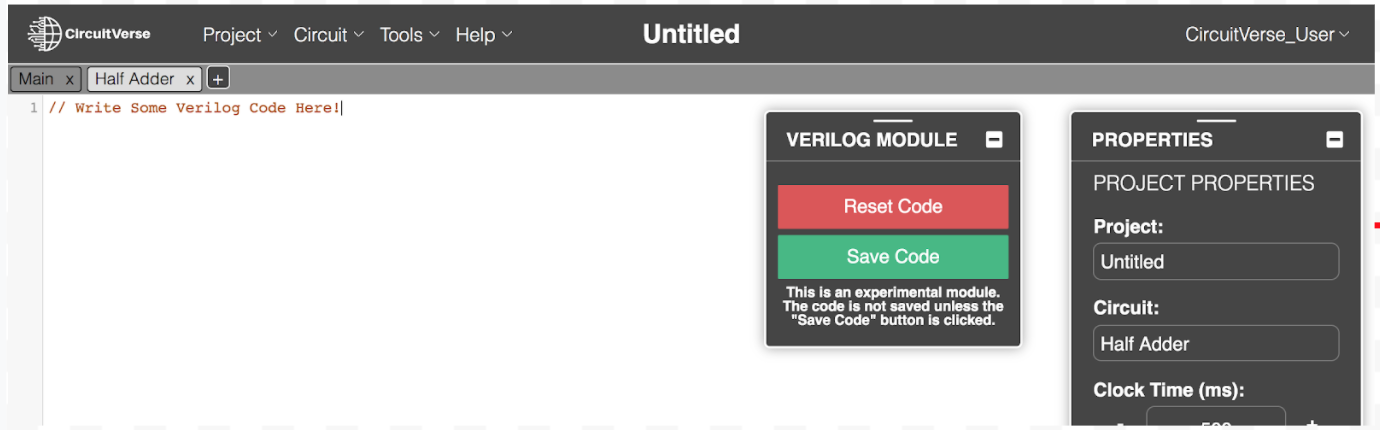 CircuitVerse Project Circuit Tools Help Untitled CircuitVerse_User
Main x Half Adder x +
1 // Write Some Verilog Code Here!
VERILOG MODULE
Reset Code
Save Code
This is an experimental module.
The code is not saved unless the
"Save Code" button is clicked.
PROPERTIES
PROJECT PROPERTIES
Project:
Untitled
Circuit:
Half Adder
Clock Time (ms):